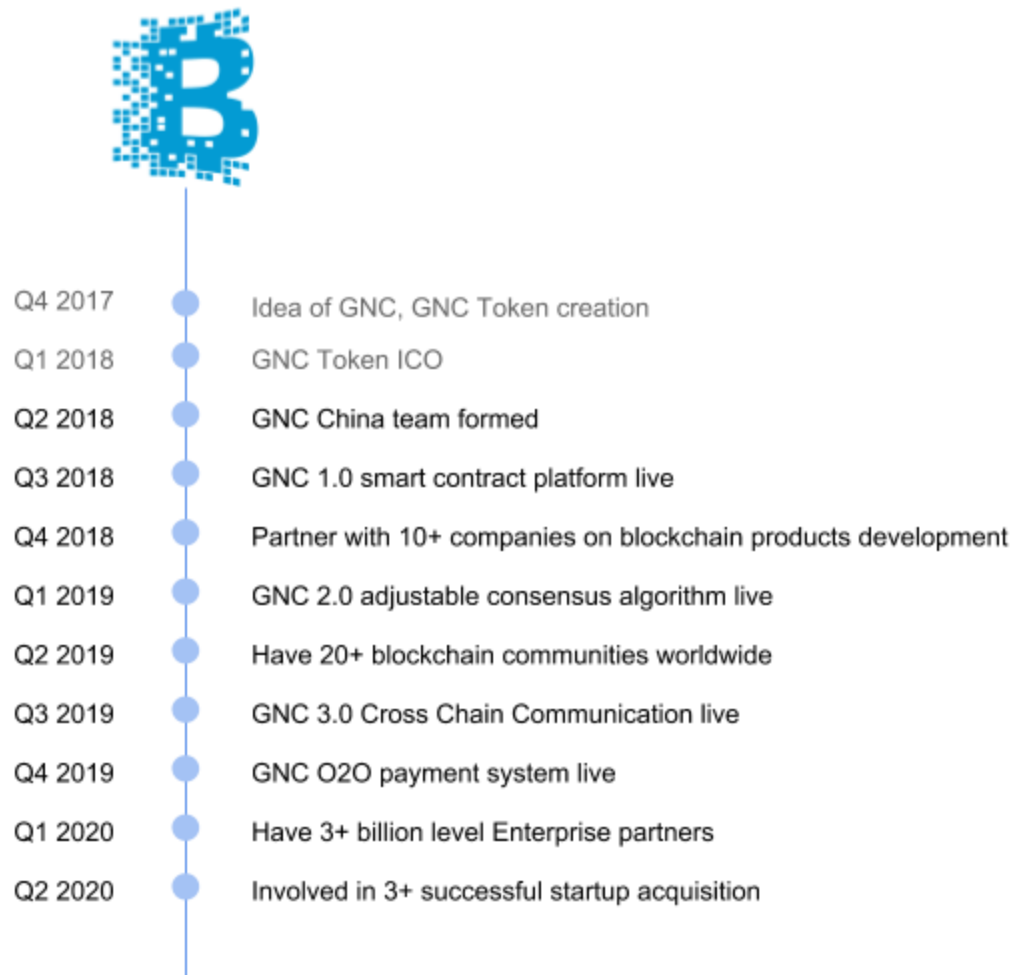 B
Q4 2017 Idea of GNC, GNC Token creation
Q1 2018 GNC Token ICO
Q2 2018 GNC China team formed
Q3 2018 GNC 1.0 smart contract platform live
Q4 2018 Partner with 10+ companies on blockchain products development
Q1 2019 GNC 2.0 adjustable consensus algorithm live
Q2 2019 Have 20+ blockchain communities worldwide
Q3 2019 GNC 3.0 Cross Chain Communication live
Q4 2019 GNC O2O payment system live
Q1 2020 Have 3+ billion level Enterprise partners
Q2 2020 Involved in 3+ successful startup acquisition